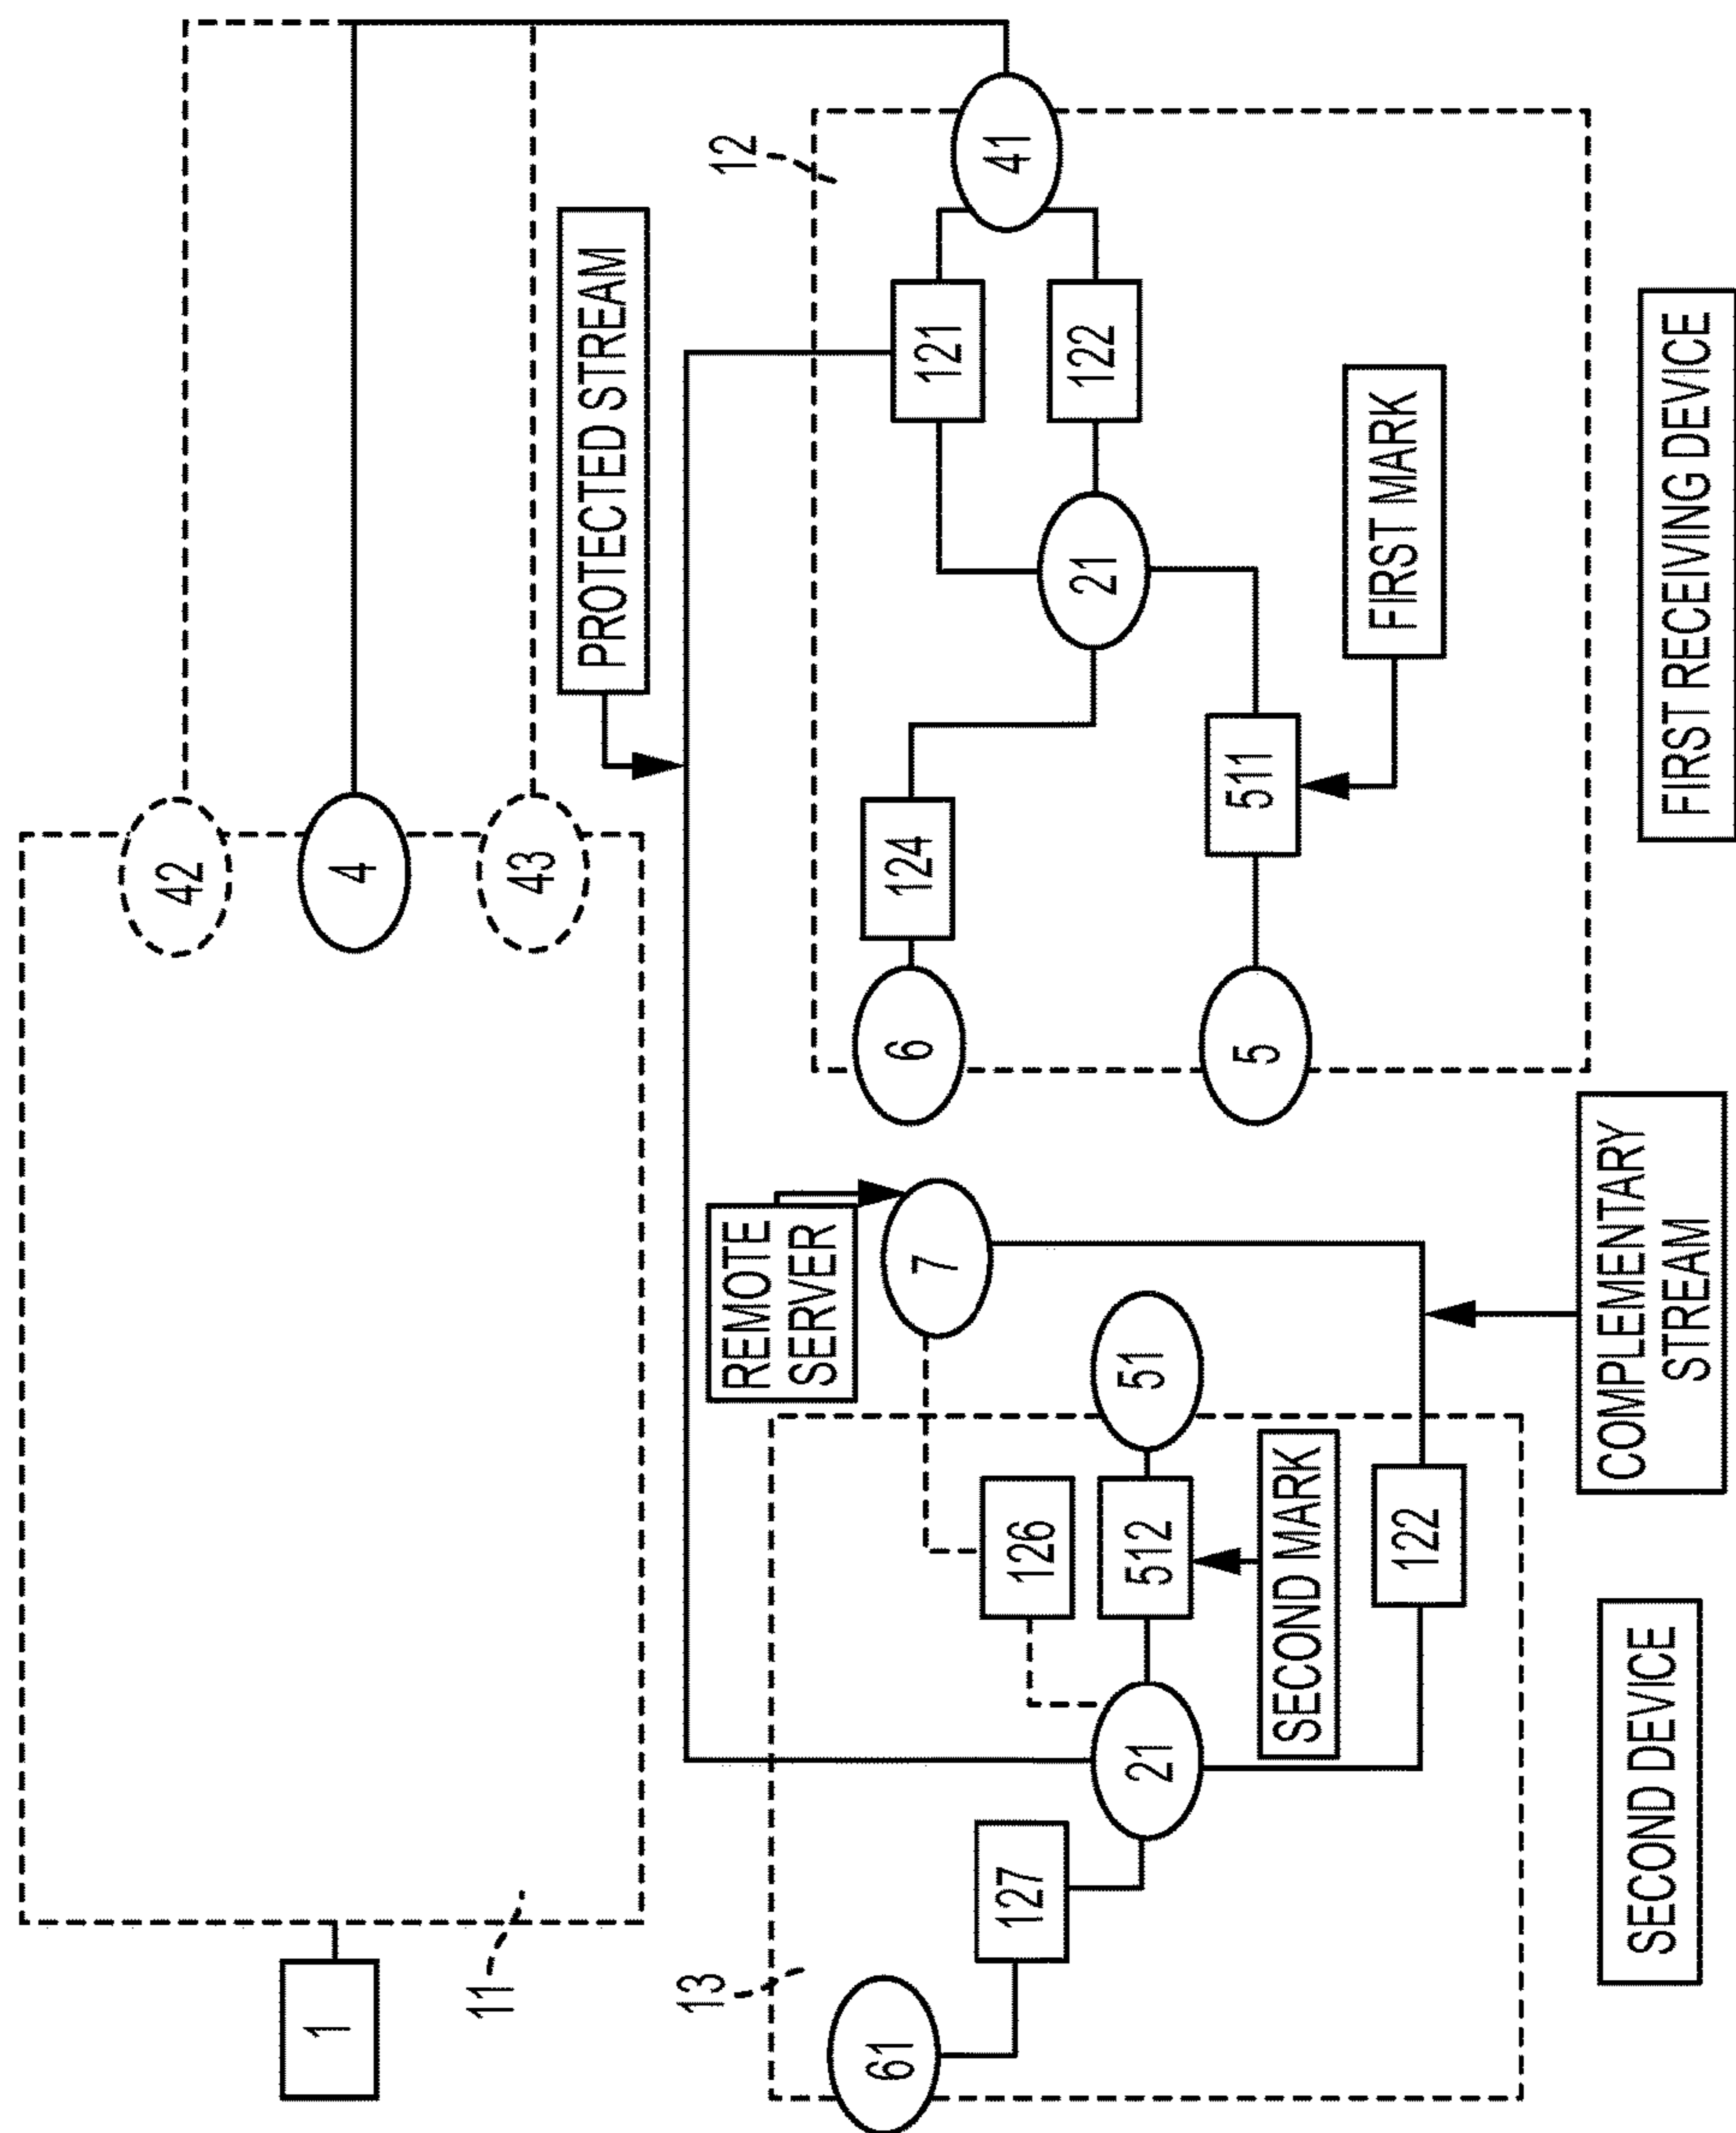 1
11
42
4
43
PROTECTED STREAM
12
41
121
122
21
124
511
FIRST MARK
6
5
FIRST RECEIVING DEVICE
REMOTE
SERVER
7
COMPLEMENTARY
STREAM
13
61
127
21
126
512
51
SECOND MARK
122
SECOND DEVICE